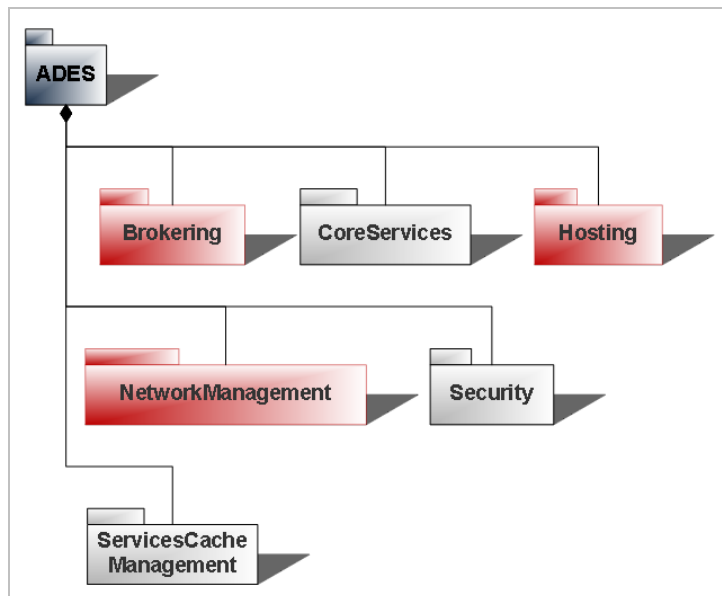 ADES
Brokering
CoreServices
Hosting
NetworkManagement
Security
ServicesCache
Management